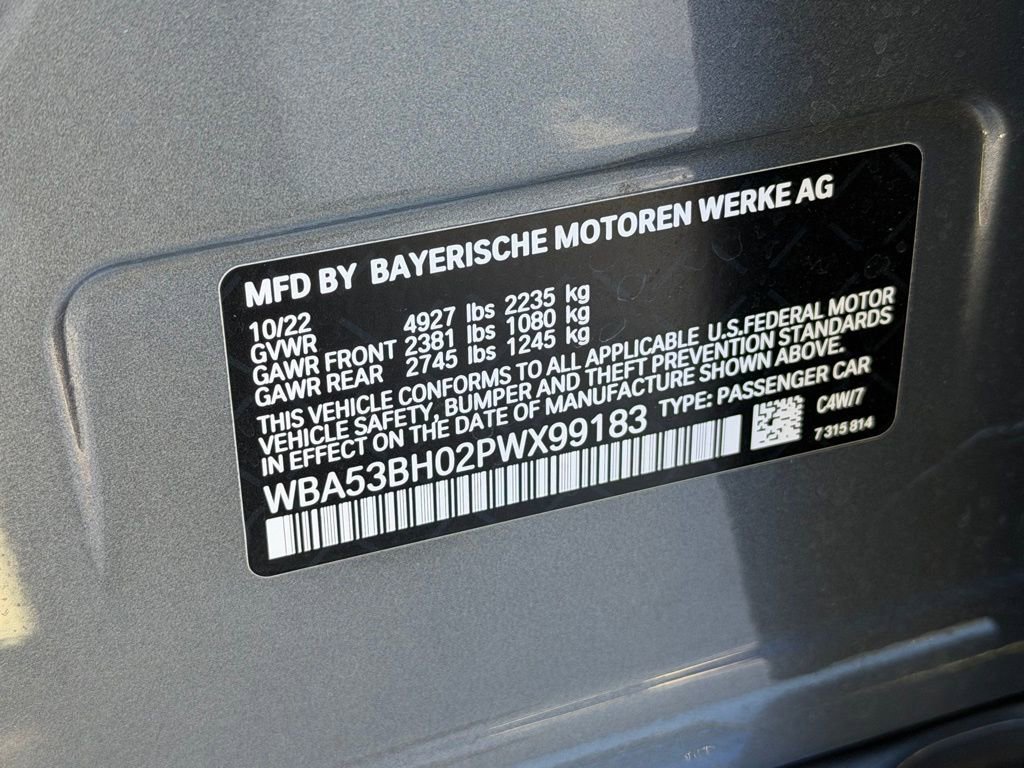 MFD BY BAYERISCHE MOTOREN WERKE AG
10/22
GVWR 4927 lbs 2235 kg
GAWR FRONT 2381 lbs 1080 kg
GAWR REAR 2745 lbs 1245 kg
THIS VEHICLE CONFORMS TO ALL APPLICABLE U.S.FEDERAL MOTOR
VEHICLE SAFETY, BUMPER AND THEFT PREVENTION STANDARDS
IN EFFECT ON THE DATE OF MANUFACTURE SHOWN ABOVE.
WBA53BH02PWX99183 TYPE: PASSENGER CAR
C4W/7
7 315 814